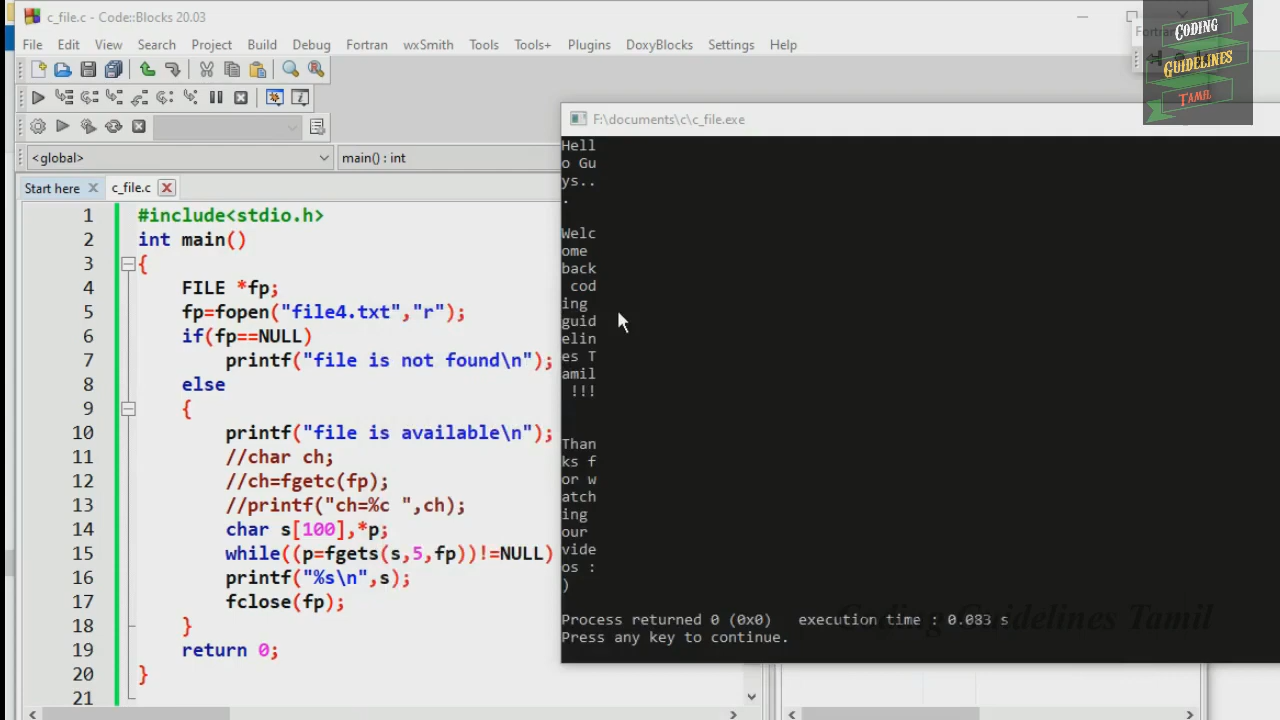 c_file.c - Code::Blocks 20.03
File Edit View Search Project Build Debug Fortran wxSmith Tools Tools+ Plugins DoxyBlocks Settings Help
CODING
GUIDELINES
TAMIL
<global>
main() : int
Start here
c_file.c
1 #include<stdio.h>
2 int main()
3 {
4 FILE *fp;
5 fp=fopen("file4.txt","r");
6 if(fp==NULL)
7 printf("file is not found\n");
8 else
9 {
10 printf("file is available\n");
11 //char ch;
12 //ch=fgetc(fp);
13 //printf("ch=%c ",ch);
14 char s[100],*p;
15 while((p=fgets(s,5,fp))!=NULL)
16 printf("%s\n",s);
17 fclose(fp);
18 }
19 return 0;
20 }
21
F:\documents\c\c_file.exe
Hell
o Gu
ys..
.
Welc
ome
back
 cod
ing
guid
elin
es T
amil
 !!!
Than
ks f
or w
atch
ing
our
vide
os :
)
Process returned 0 (0x0)   execution time : 0.083 s
Press any key to continue.
Coding Guidelines Tamil